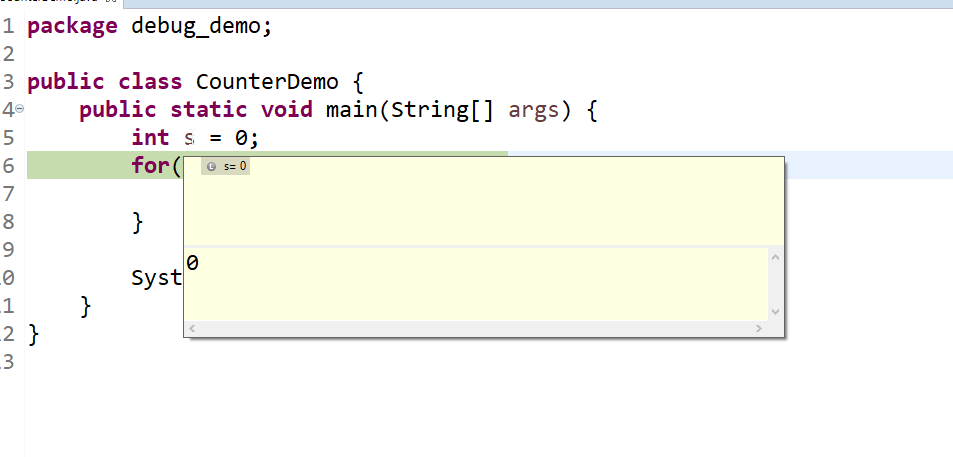 1 package debug_demo;
2
3 public class CounterDemo {
4 public static void main(String[] args) {
5 int s = 0;
6 for(
s= 0
7
8 }
9
0
0 Syst
1 }
2 }
3